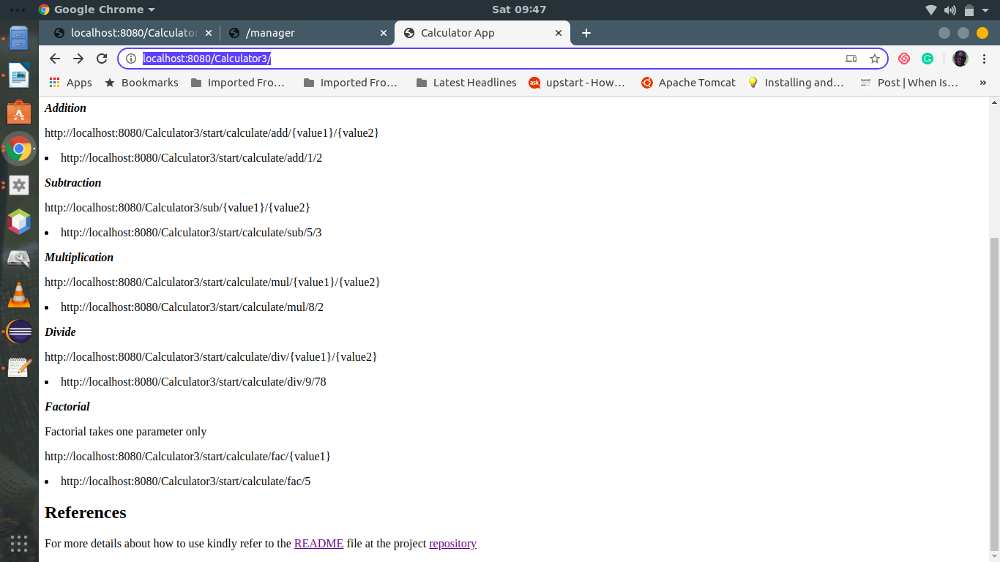 Google Chrome
Sat 09:47
localhost:8080/Calculator
/manager
Calculator App
localhost:8080/Calculator3/
Apps
Bookmarks
Imported Fro...
Imported Fro...
Latest Headlines
ask
upstart - How...
Apache Tomcat
Installing and...
Post | When Is...
»
Addition
http://localhost:8080/Calculator3/start/calculate/add/{value1}/{value2}
• http://localhost:8080/Calculator3/start/calculate/add/1/2
Subtraction
http://localhost:8080/Calculator3/sub/{value1}/{value2}
• http://localhost:8080/Calculator3/start/calculate/sub/5/3
Multiplication
http://localhost:8080/Calculator3/start/calculate/mul/{value1}/{value2}
• http://localhost:8080/Calculator3/start/calculate/mul/8/2
Divide
http://localhost:8080/Calculator3/start/calculate/div/{value1}/{value2}
• http://localhost:8080/Calculator3/start/calculate/div/9/78
Factorial
Factorial takes one parameter only
http://localhost:8080/Calculator3/start/calculate/fac/{value1}
• http://localhost:8080/Calculator3/start/calculate/fac/5
References
For more details about how to use kindly refer to the README file at the project repository